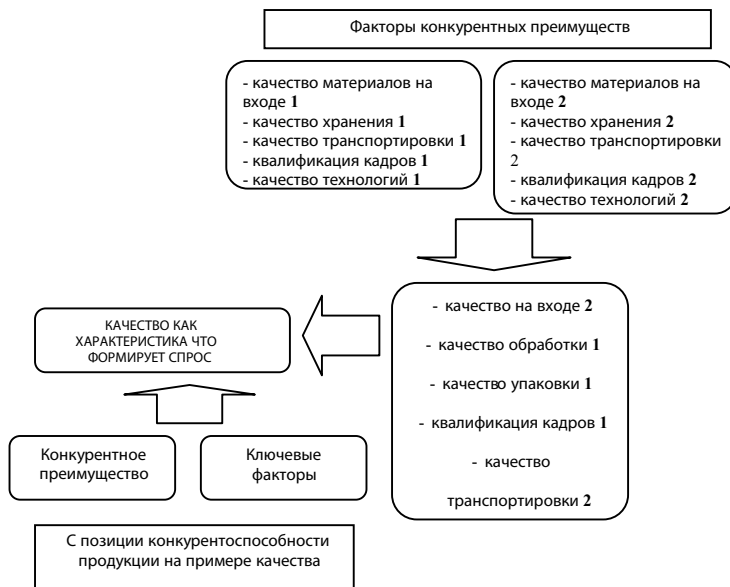 Факторы конкурентных преимуществ
- качество материалов на
входе 1
- качество хранения 1
- качество транспортировки 1
- квалификация кадров 1
- качество технологий 1
- качество материалов на
входе 2
- качество хранения 2
- качество транспортировки
2
- квалификация кадров 2
- качество технологий 2
- качество на входе 2
- качество обработки 1
- качество упаковки 1
- квалификация кадров 1
- качество
транспортировки 2
КАЧЕСТВО КАК
ХАРАКТЕРИСТИКА ЧТО
ФОРМИРУЕТ СПРОС
Конкурентное
преимущество
Ключевые
факторы
С позиции конкурентоспособности
продукции на примере качества